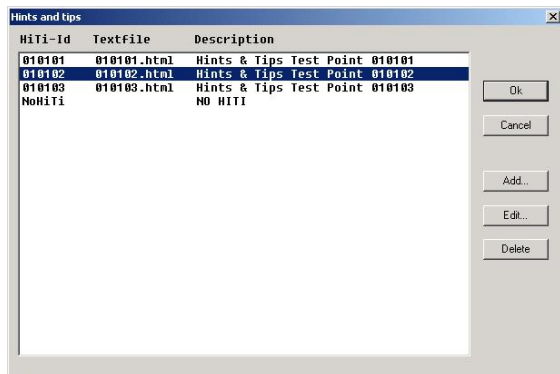 Hints and tips
HiTi-Id Textfile Description
010101 010101.html Hints & Tips Test Point 010101
010102 010102.html Hints & Tips Test Point 010102
010103 010103.html Hints & Tips Test Point 010103
NoHiTi NO HITI
Ok
Cancel
Add...
Edit...
Delete